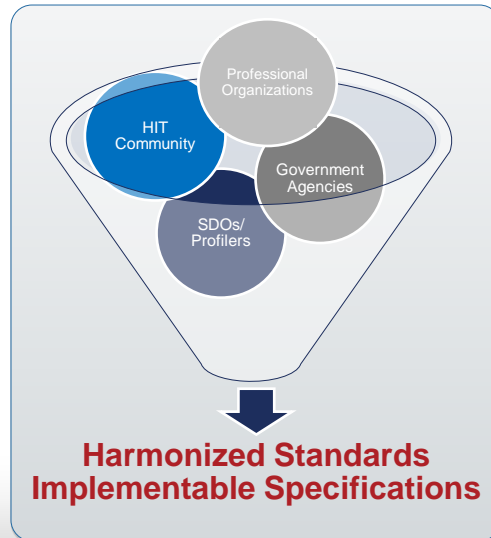 Professional
Organizations
HIT
Community
Government
Agencies
SDOs/
Profilers
Harmonized Standards
Implementable Specifications